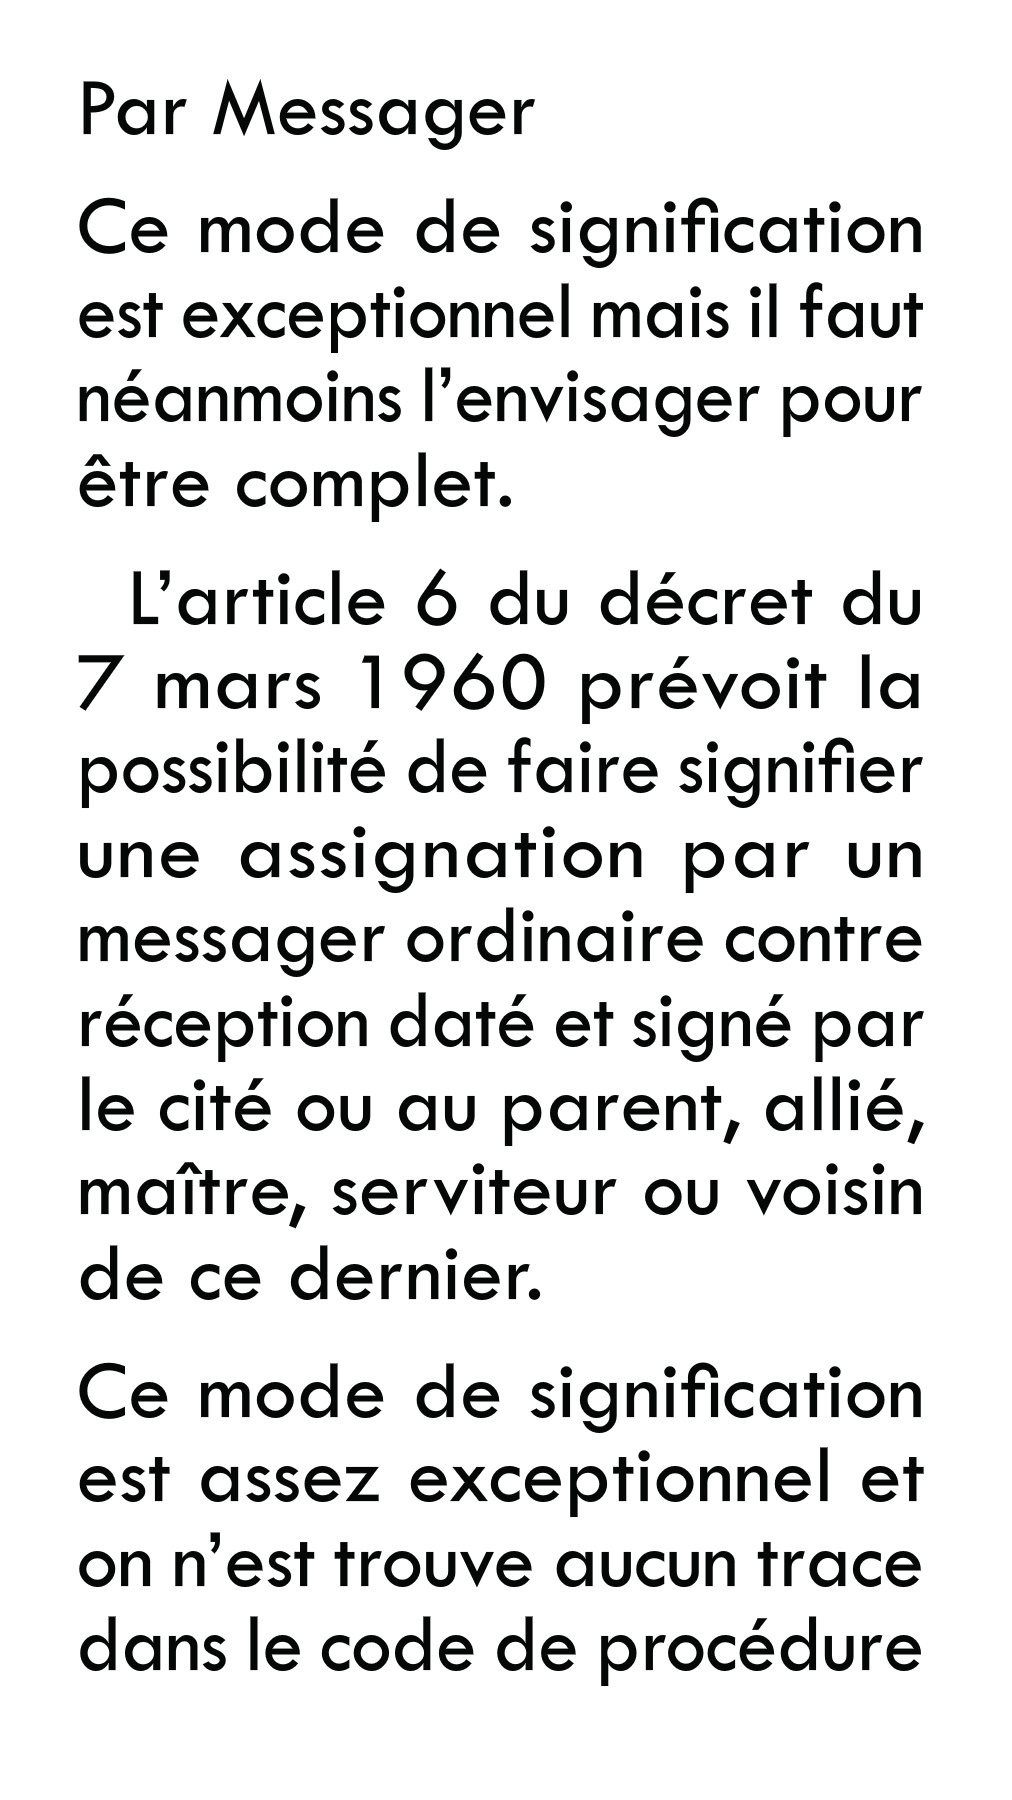 Par Messager
Ce mode de signification
est exceptionnel mais il faut
néanmoins l’envisager pour
être complet.
L’article 6 du décret du
7 mars 1960 prévoit la
possibilité de faire signifier
une assignation par un
messager ordinaire contre
réception daté et signé par
le cité ou au parent, allié,
maître, serviteur ou voisin
de ce dernier.
Ce mode de signification
est assez exceptionnel et
on n’est trouve aucun trace
dans le code de procédure